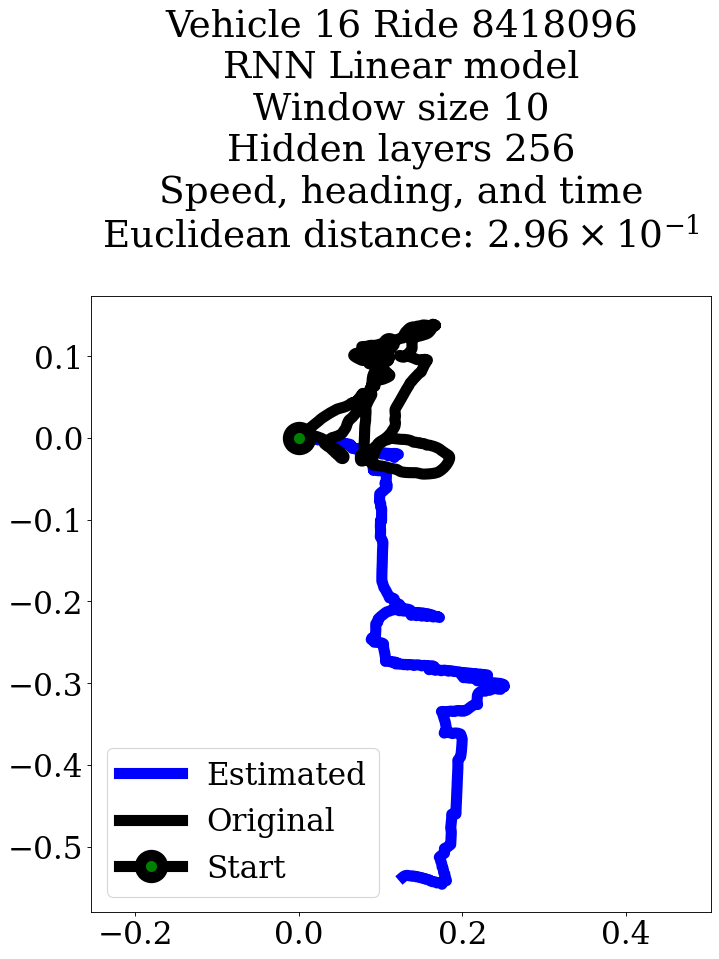 Vehicle 16 Ride 8418096
RNN Linear model
Window size 10
Hidden layers 256
Speed, heading, and time
Euclidean distance: 2.96 × 10⁻¹
0.1
0.0
−0.1
−0.2
−0.3
−0.4
−0.5
Estimated
Original
Start
−0.2 0.0 0.2 0.4